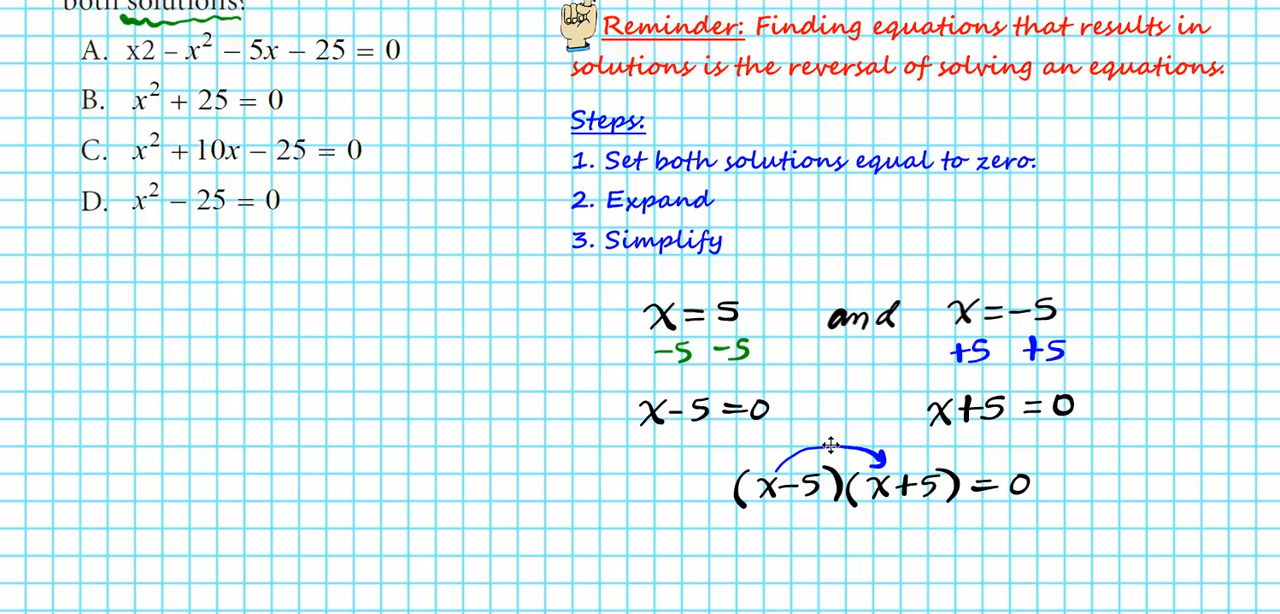 both solutions?
A. x2 – x² – 5x – 25 = 0
B. x² + 25 = 0
C. x² + 10x – 25 = 0
D. x² – 25 = 0
Reminder: Finding equations that results in
solutions is the reversal of solving an equations.
Steps:
1. Set both solutions equal to zero.
2. Expand
3. Simplify
x = 5 and x = -5
-5 -5 +5 +5
x - 5 = 0 x + 5 = 0
(x - 5)(x + 5) = 0